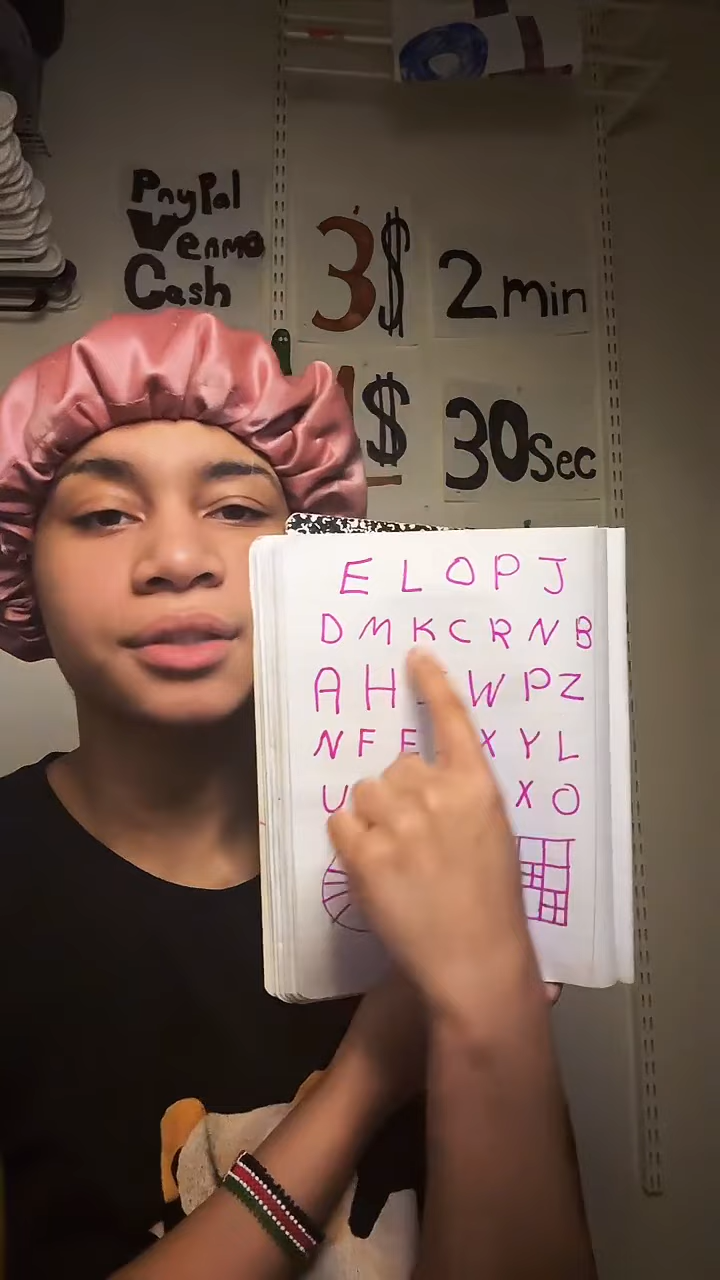 PayPal
Venmo
Cash
3$ 2min
$ 30sec
E L O P J
D M K C R N B
A H W P Z
N F E X Y L
U X O